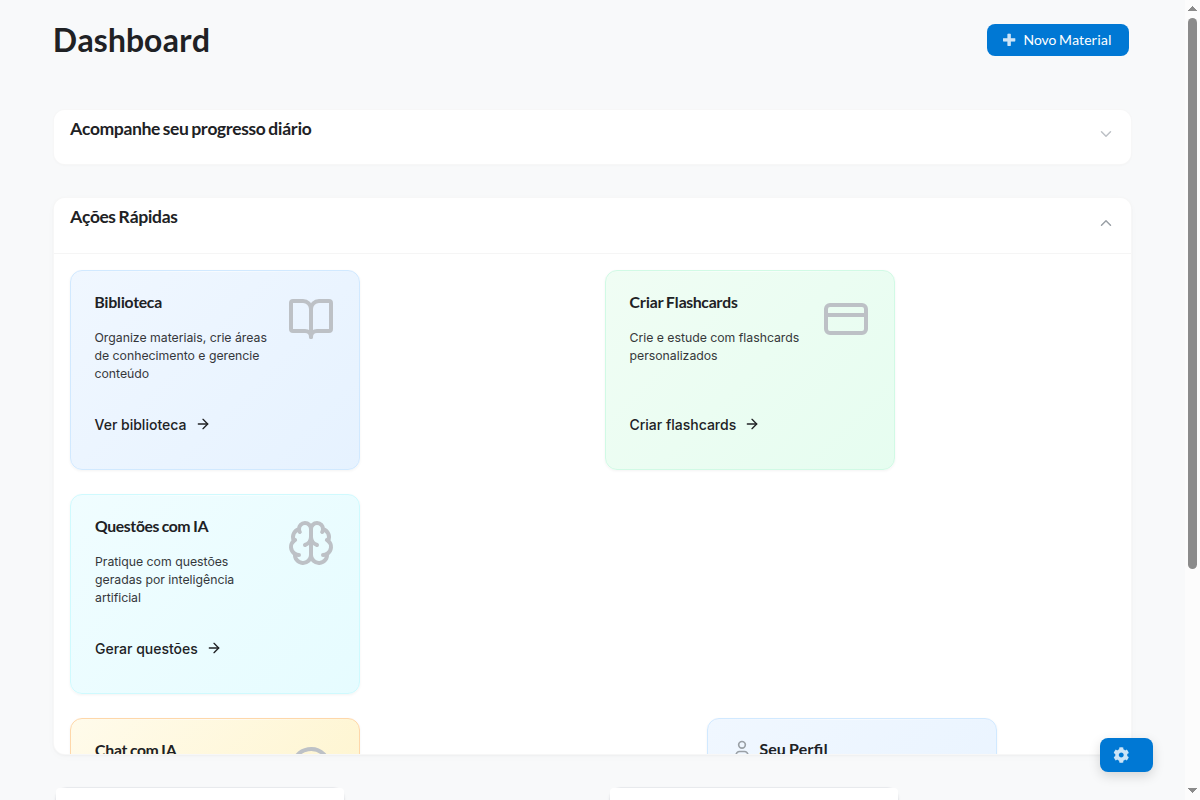 Dashboard
Novo Material
Acompanhe seu progresso diário
Ações Rápidas
Biblioteca
Organize materiais, crie áreas
de conhecimento e gerencie
conteúdo
Ver biblioteca
Criar Flashcards
Crie e estude com flashcards
personalizados
Criar flashcards
Questões com IA
Pratique com questões
geradas por inteligência
artificial
Gerar questões
Chat com IA
Seu Perfil